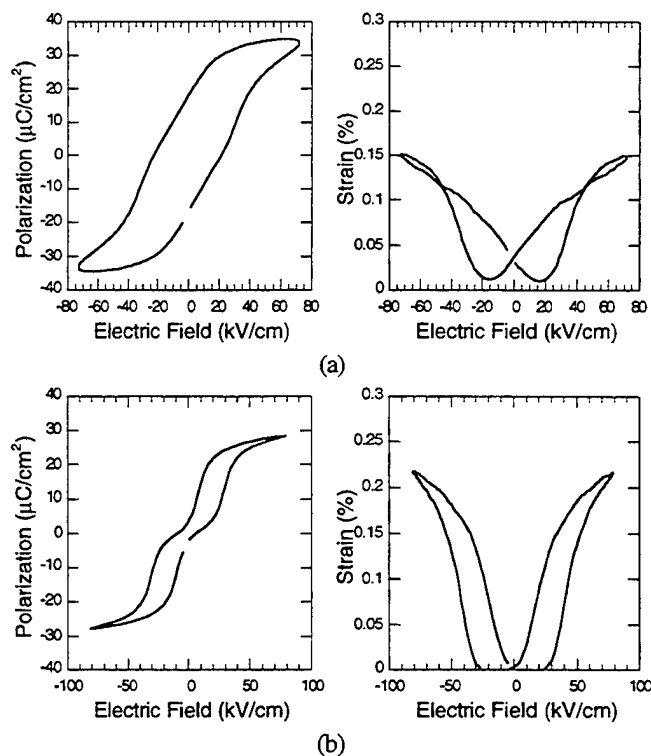 40
30
20
10
0
-10
-20
-30
-40
Polarization (μC/cm²)
-80 -60 -40 -20 0 20 40 60 80
Electric Field (kV/cm)
0.3
0.25
0.2
0.15
0.1
0.05
0
Strain (%)
-80 -60 -40 -20 0 20 40 60 80
Electric Field (kV/cm)
(a)
40
30
20
10
0
-10
-20
-30
-40
Polarization (μC/cm²)
-100 -50 0 50 100
Electric Field (kV/cm)
0.3
0.25
0.2
0.15
0.1
0.05
0
Strain (%)
-100 -50 0 50 100
Electric Field (kV/cm)
(b)